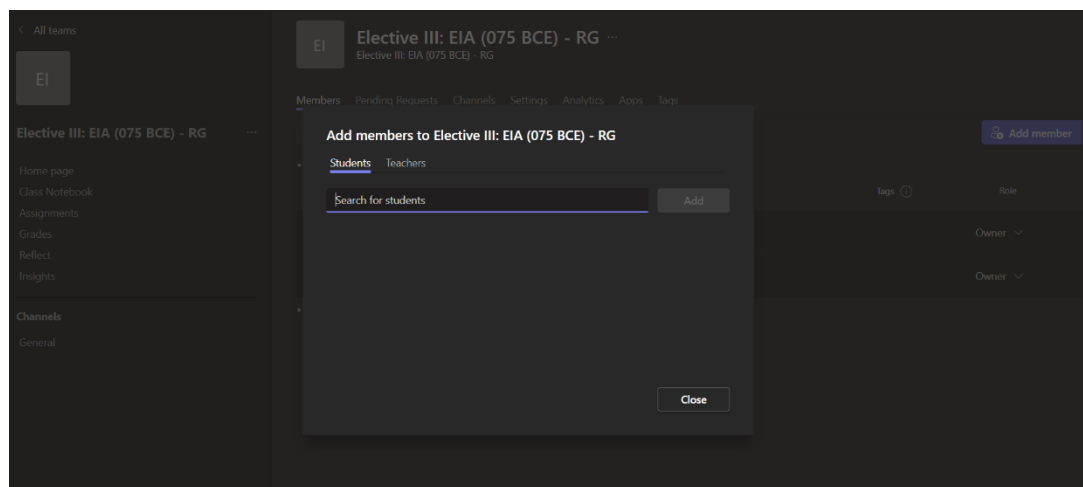 All teams
EI
Elective III: EIA (075 BCE) - RG ...
Home page
Class Notebook
Assignments
Grades
Reflect
Insights
Channels
General
EI
Elective III: EIA (075 BCE) - RG ...
Elective III: EIA (075 BCE) - RG
Members Pending Requests Channels Settings Analytics Apps Tags
Add member
Tags Role
Owner
Owner
Add members to Elective III: EIA (075 BCE) - RG
Students Teachers
Search for students Add
Close